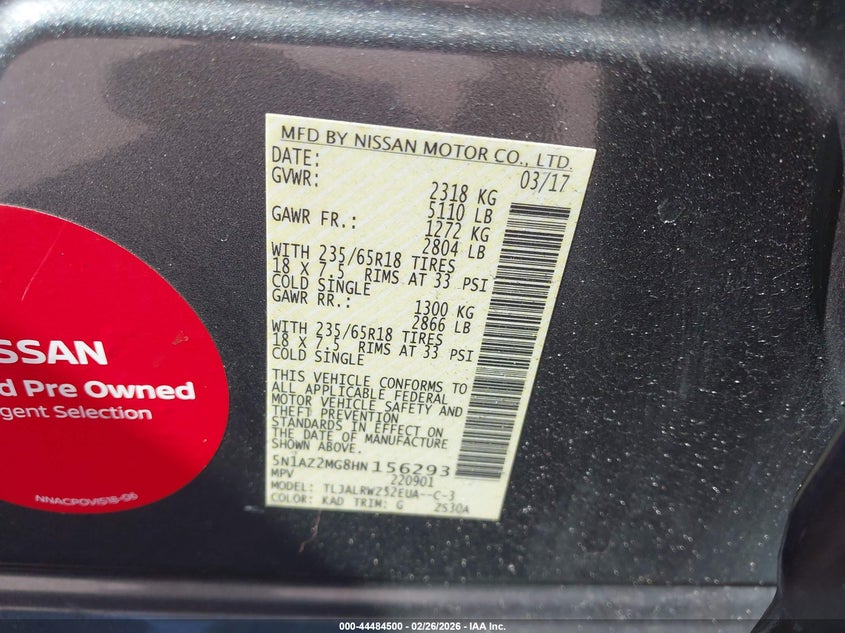 MFD BY NISSAN MOTOR CO., LTD.
DATE: 03/17
GVWR: 2318 KG
5110 LB
GAWR FR.: 1272 KG
2804 LB
WITH 235/65R18 TIRES
18 X 7.5 RIMS AT 33 PSI
COLD SINGLE
GAWR RR.: 1300 KG
2866 LB
WITH 235/65R18 TIRES
18 X 7.5 RIMS AT 33 PSI
COLD SINGLE
THIS VEHICLE CONFORMS TO
ALL APPLICABLE FEDERAL
MOTOR VEHICLE SAFETY AND
THEFT PREVENTION
STANDARDS IN EFFECT ON
THE DATE OF MANUFACTURE
SHOWN ABOVE.
5N1AZ2MG8HN156293
MPV 220901
MODEL: TLJALRWZ52EUA--C-3
COLOR: KAD TRIM: G 2S30A
SSAN
d Pre Owned
gent Selection
NNACPOVI518-06
000-44484500 - 02/26/2026 - IAA Inc.